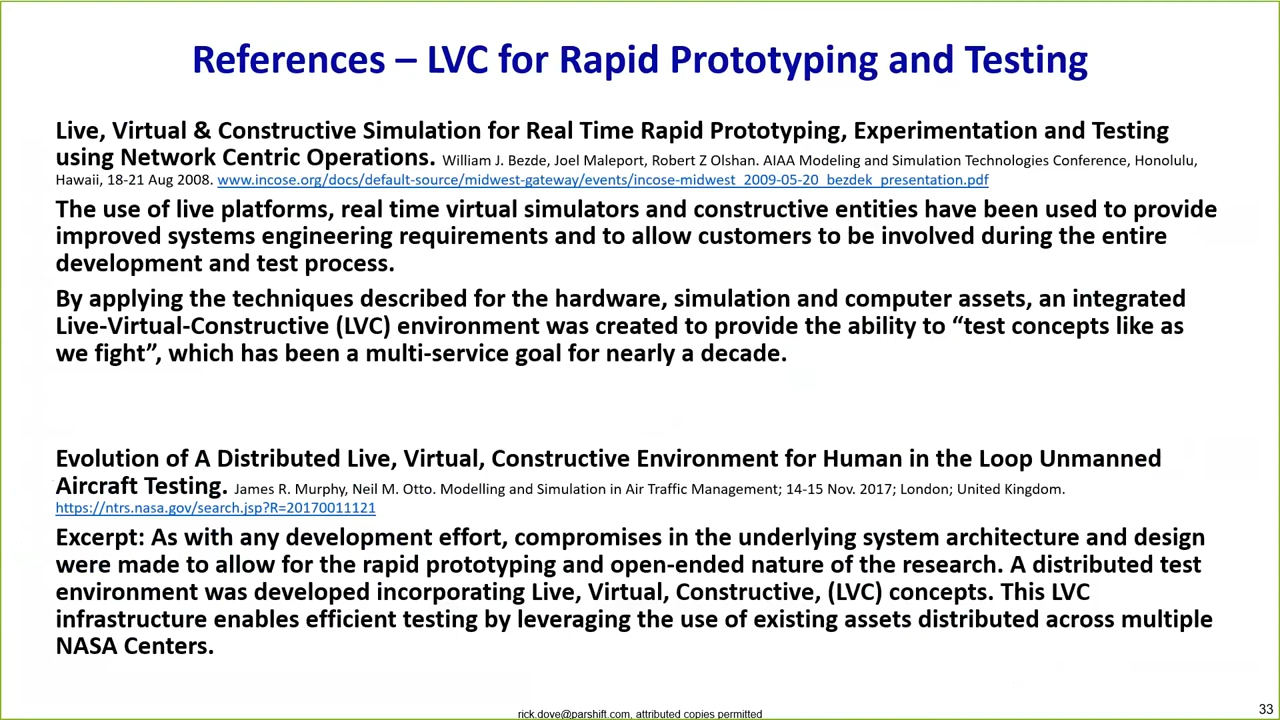 References – LVC for Rapid Prototyping and Testing
Live, Virtual & Constructive Simulation for Real Time Rapid Prototyping, Experimentation and Testing
using Network Centric Operations. William J. Bezde, Joel Maleport, Robert Z Olshan. AIAA Modeling and Simulation Technologies Conference, Honolulu,
Hawaii, 18-21 Aug 2008. www.incose.org/docs/default-source/midwest-gateway/events/incose-midwest_2009-05-20_bezdek_presentation.pdf
The use of live platforms, real time virtual simulators and constructive entities have been used to provide
improved systems engineering requirements and to allow customers to be involved during the entire
development and test process.
By applying the techniques described for the hardware, simulation and computer assets, an integrated
Live-Virtual-Constructive (LVC) environment was created to provide the ability to “test concepts like as
we fight”, which has been a multi-service goal for nearly a decade.
Evolution of A Distributed Live, Virtual, Constructive Environment for Human in the Loop Unmanned
Aircraft Testing. James R. Murphy, Neil M. Otto. Modelling and Simulation in Air Traffic Management; 14-15 Nov. 2017; London; United Kingdom.
https://ntrs.nasa.gov/search.jsp?R=20170011121
Excerpt: As with any development effort, compromises in the underlying system architecture and design
were made to allow for the rapid prototyping and open-ended nature of the research. A distributed test
environment was developed incorporating Live, Virtual, Constructive, (LVC) concepts. This LVC
infrastructure enables efficient testing by leveraging the use of existing assets distributed across multiple
NASA Centers.
rick.dove@parshift.com, attributed copies permitted
33